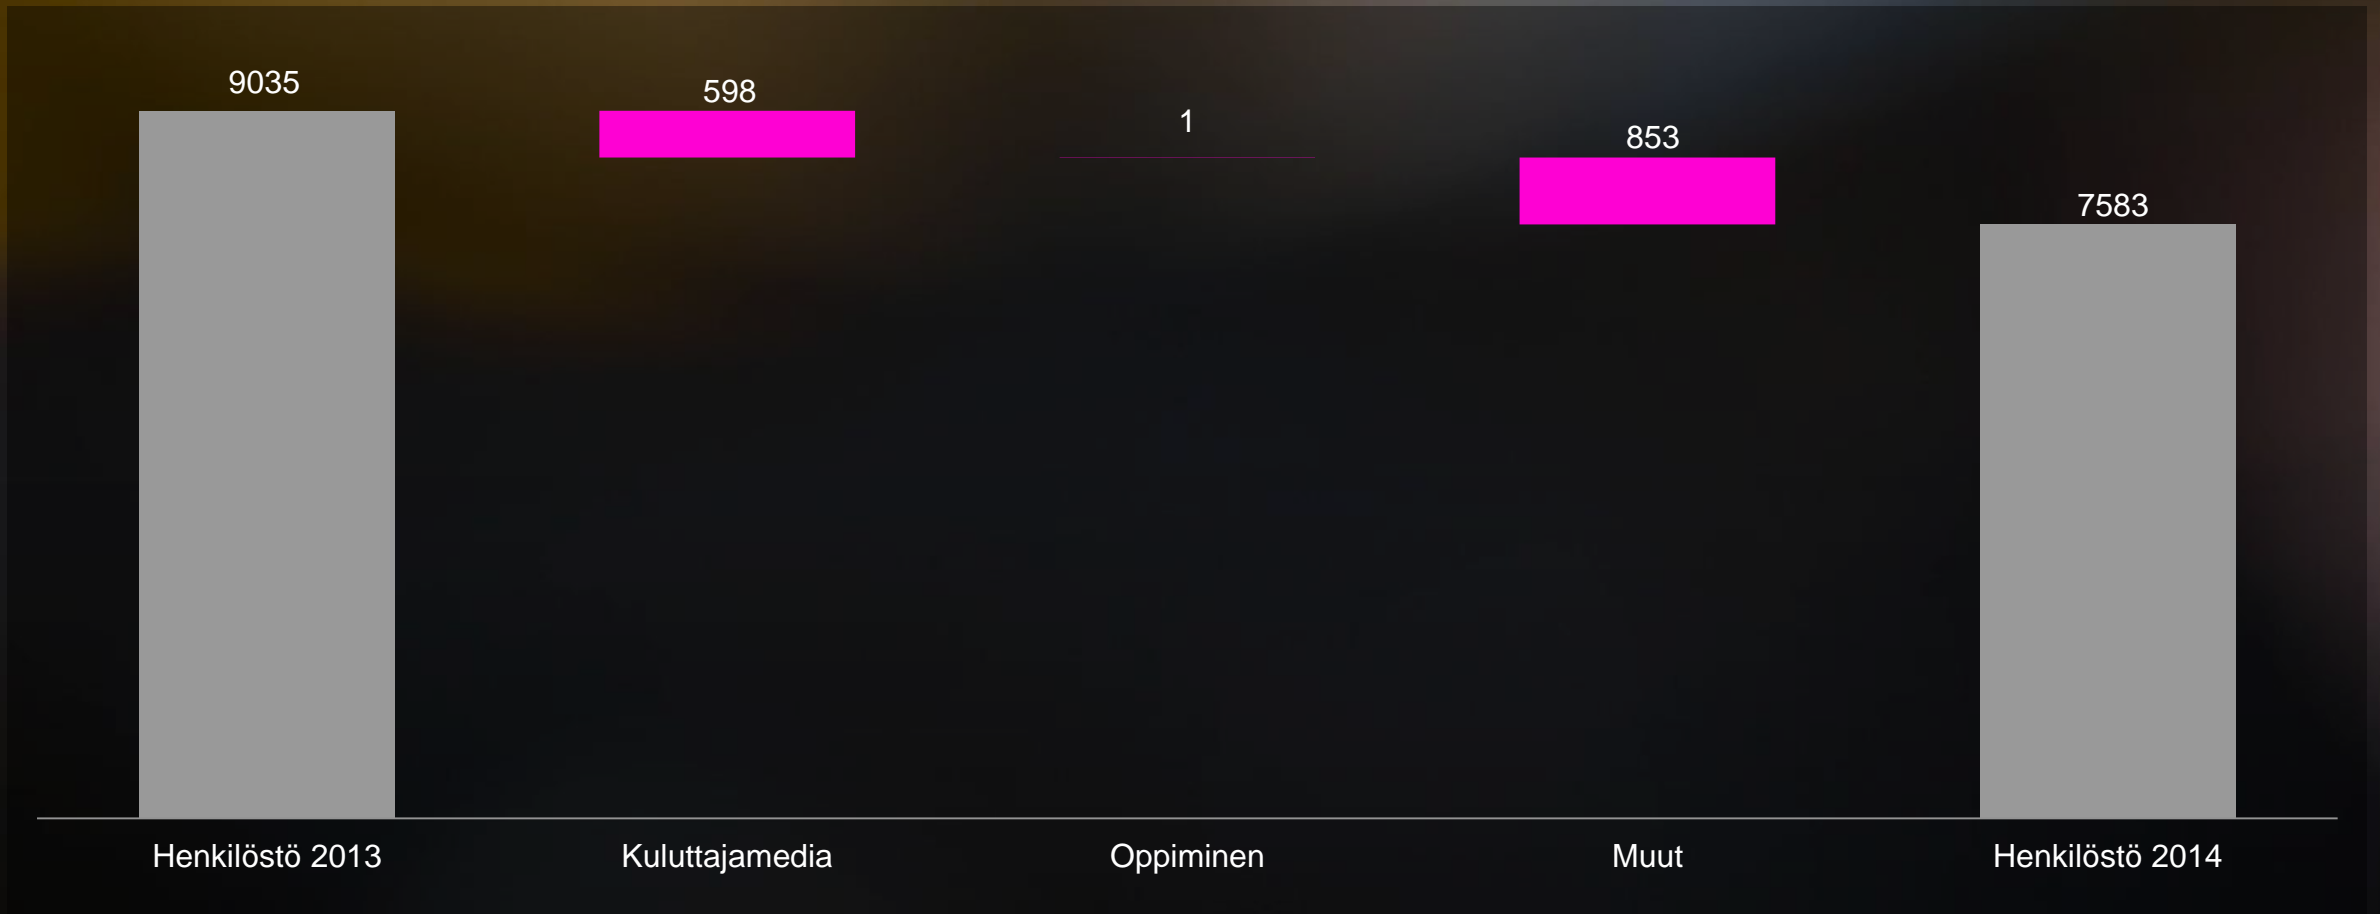 9035
598
1
853
7583
Henkilöstö 2013
Kuluttajamedia
Oppiminen
Muut
Henkilöstö 2014